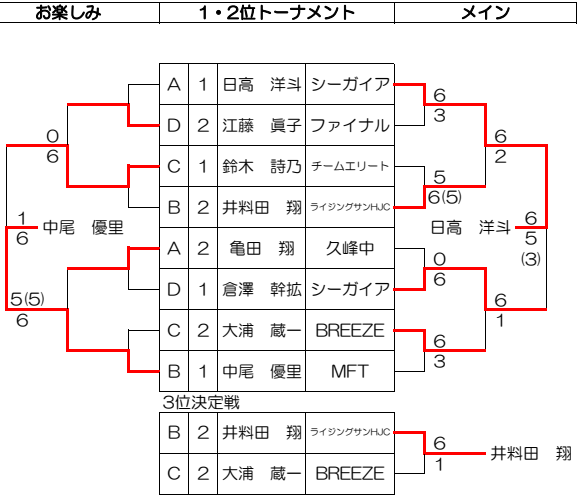 お楽しみ 1・2位トーナメント メイン
A 1 日高 洋斗 シーガイア
6
D 2 江藤 眞子 ファイナル
3
0 6
6 2
C 1 鈴木 詩乃 チームエリート
5
B 2 井料田 翔 ライジングサンHJC
6(5)
1 中尾 優里 6 日高 洋斗 6 5 (3)
A 2 亀田 翔 久峰中
0
D 1 倉澤 幹拡 シーガイア
6
5(5) 6
6 1
C 2 大浦 蔵一 BREEZE
6
B 1 中尾 優里 MFT
3
3位決定戦
B 2 井料田 翔 ライジングサンHJC
6
井料田 翔
1
C 2 大浦 蔵一 BREEZE